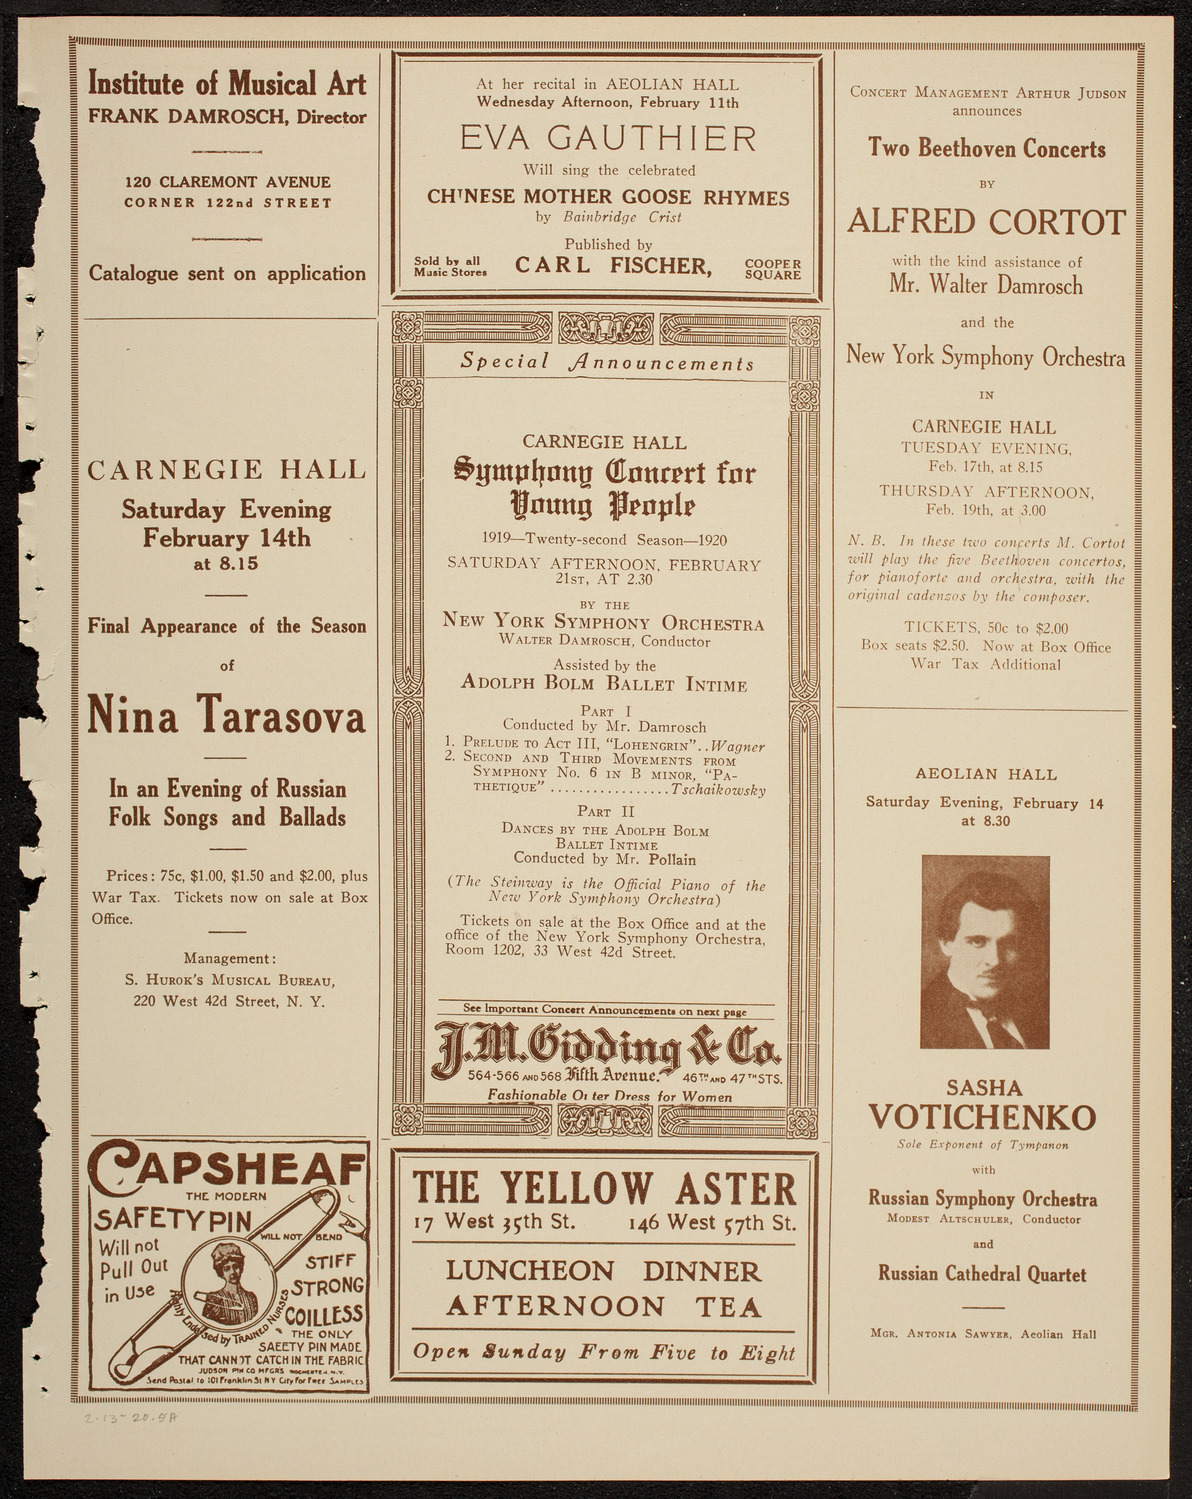 Institute of Musical Art
FRANK DAMROSCH, Director
120 CLAREMONT AVENUE
CORNER 122nd STREET
Catalogue sent on application
CARNEGIE HALL
Saturday Evening
February 14th
at 8.15
Final Appearance of the Season
of
Nina Tarasova
In an Evening of Russian
Folk Songs and Ballads
Prices: 75c, $1.00, $1.50 and $2.00, plus
War Tax. Tickets now on sale at Box
Office.
Management:
S. HUROK'S MUSICAL BUREAU,
220 West 42d Street, N. Y.
CAPSHEAF
THE MODERN
SAFETY PIN
WILL NOT BEND
Will not
Pull Out
in Use
STIFF
STRONG
COILLESS
Highly Endorsed by TRAINED NURSES
THE ONLY
SAFETY PIN MADE
THAT CANNOT CATCH IN THE FABRIC
JUDSON PIN CO MFGRS ROCHESTER, N.Y.
Send Postal to 101 Franklin St N Y City for FREE SAMPLES
At her recital in AEOLIAN HALL
Wednesday Afternoon, February 11th
EVA GAUTHIER
Will sing the celebrated
CHINESE MOTHER GOOSE RHYMES
by Bainbridge Crist
Published by
Sold by all
Music Stores
CARL FISCHER,
COOPER
SQUARE
Special Announcements
CARNEGIE HALL
Symphony Concert for
Young People
1919—Twenty-second Season—1920
SATURDAY AFTERNOON, FEBRUARY
21ST, AT 2.30
BY THE
NEW YORK SYMPHONY ORCHESTRA
WALTER DAMROSCH, Conductor
Assisted by the
ADOLPH BOLM BALLET INTIME
PART I
Conducted by Mr. Damrosch
1. PRELUDE TO ACT III, "LOHENGRIN"..Wagner
2. SECOND AND THIRD MOVEMENTS FROM
SYMPHONY NO. 6 IN B MINOR, "PA-
THETIQUE" .................Tschaikowsky
PART II
DANCES BY THE ADOLPH BOLM
BALLET INTIME
Conducted by Mr. Pollain
(The Steinway is the Official Piano of the
New York Symphony Orchestra)
Tickets on sale at the Box Office and at the
office of the New York Symphony Orchestra,
Room 1202, 33 West 42d Street.
See Important Concert Announcements on next page
J.M. Gidding & Co.
564-566 AND 568 Fifth Avenue. 46TH AND 47TH STS.
Fashionable Outer Dress for Women
THE YELLOW ASTER
17 West 35th St. 146 West 57th St.
LUNCHEON DINNER
AFTERNOON TEA
Open Sunday From Five to Eight
CONCERT MANAGEMENT ARTHUR JUDSON
announces
Two Beethoven Concerts
BY
ALFRED CORTOT
with the kind assistance of
Mr. Walter Damrosch
and the
New York Symphony Orchestra
IN
CARNEGIE HALL
TUESDAY EVENING,
Feb. 17th, at 8.15
THURSDAY AFTERNOON,
Feb. 19th, at 3.00
N. B. In these two concerts M. Cortot
will play the five Beethoven concertos,
for pianoforte and orchestra, with the
original cadenzos by the composer.
TICKETS, 50c to $2.00
Box seats $2.50. Now at Box Office
War Tax Additional
AEOLIAN HALL
Saturday Evening, February 14
at 8.30
SASHA
VOTICHENKO
Sole Exponent of Tympanon
with
Russian Symphony Orchestra
MODEST ALTSCHULER, Conductor
and
Russian Cathedral Quartet
MGR. ANTONIA SAWYER, Aeolian Hall
2-13-20.5A